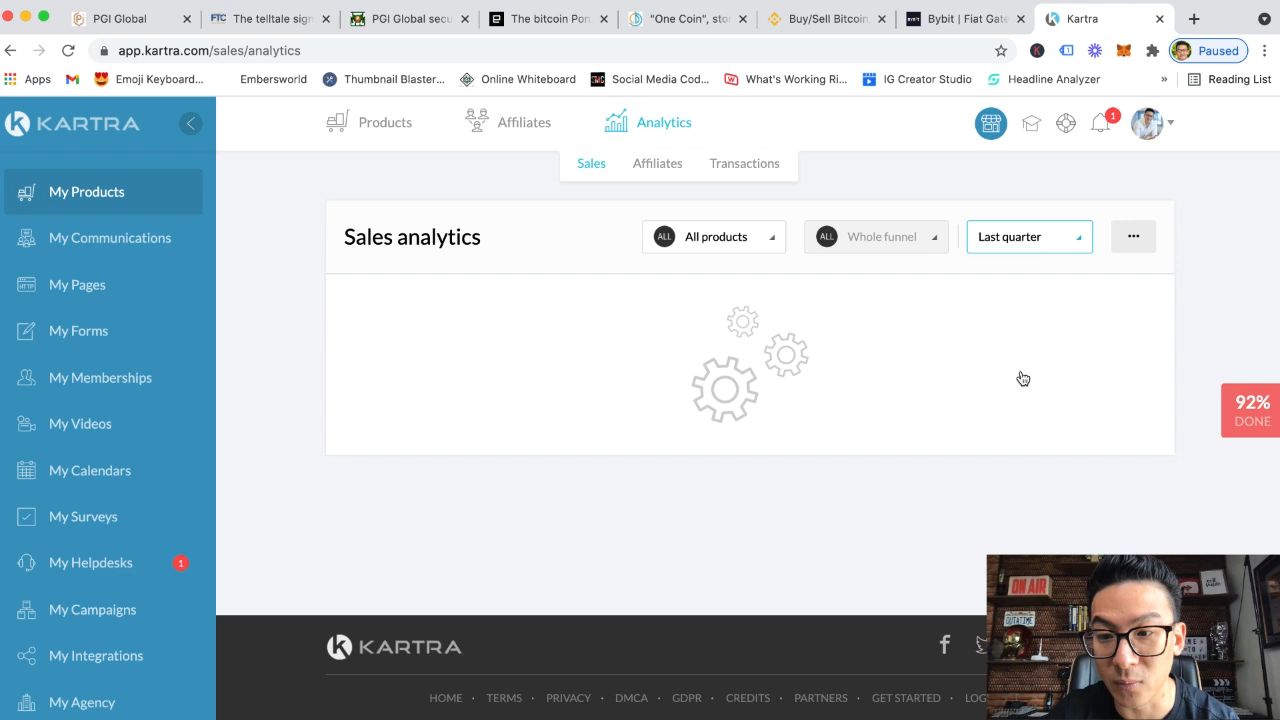 PGI Global
FTC The telltale sign
PGI Global secu
The bitcoin Pon
"One Coin", sto
Buy/Sell Bitcoin
Bybit | Fiat Gate
Kartra
app.kartra.com/sales/analytics
Paused
Apps
Emoji Keyboard...
Embersworld
Thumbnail Blaster...
Online Whiteboard
Social Media Cod...
What's Working Ri...
IG Creator Studio
Headline Analyzer
»
Reading List
KARTRA
Products
Affiliates
Analytics
1
Sales
Affiliates
Transactions
My Products
My Communications
HTTP My Pages
My Forms
My Memberships
My Videos
My Calendars
My Surveys
My Helpdesks 1
My Campaigns
My Integrations
My Agency
Sales analytics
ALL All products
ALL Whole funnel
Last quarter
92%
DONE
KARTRA
HOME · TERMS · PRIVACY · DMCA · GDPR · CREDITS · PARTNERS · GET STARTED · LOG
ON AIR
OUTATIME